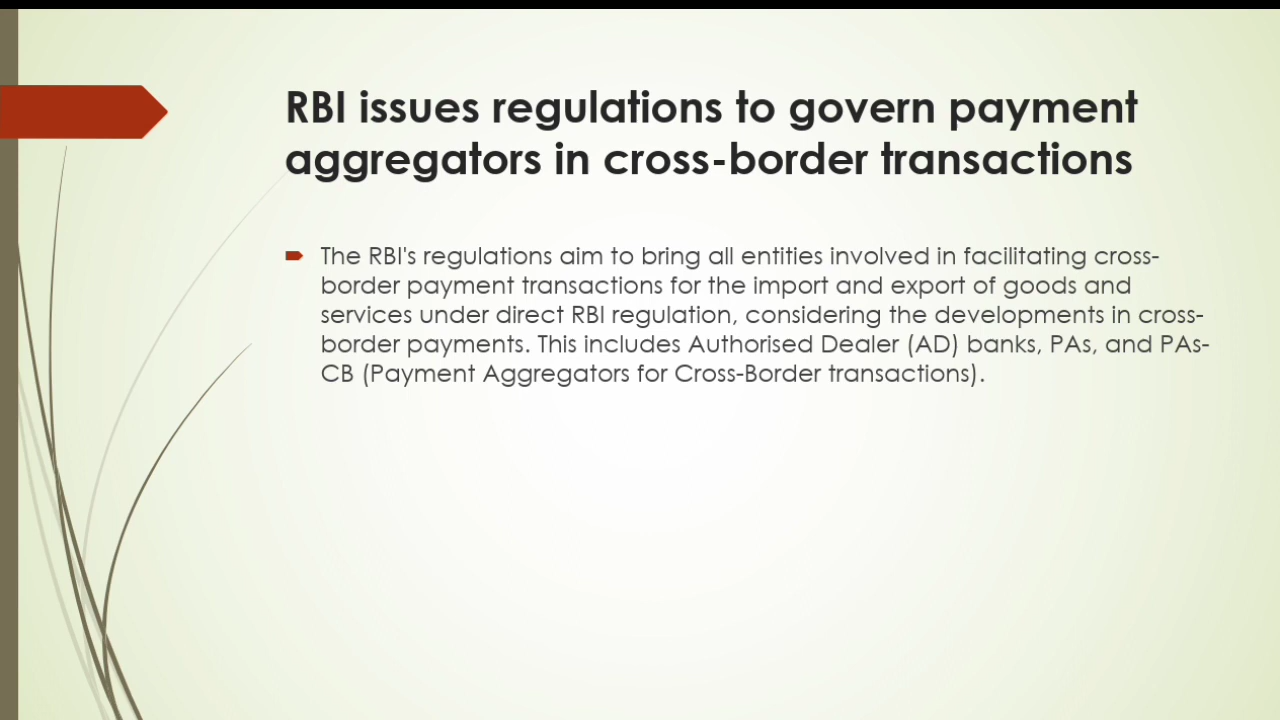 RBI issues regulations to govern payment
aggregators in cross-border transactions
The RBI's regulations aim to bring all entities involved in facilitating cross-
border payment transactions for the import and export of goods and
services under direct RBI regulation, considering the developments in cross-
border payments. This includes Authorised Dealer (AD) banks, PAs, and PAs-
CB (Payment Aggregators for Cross-Border transactions).